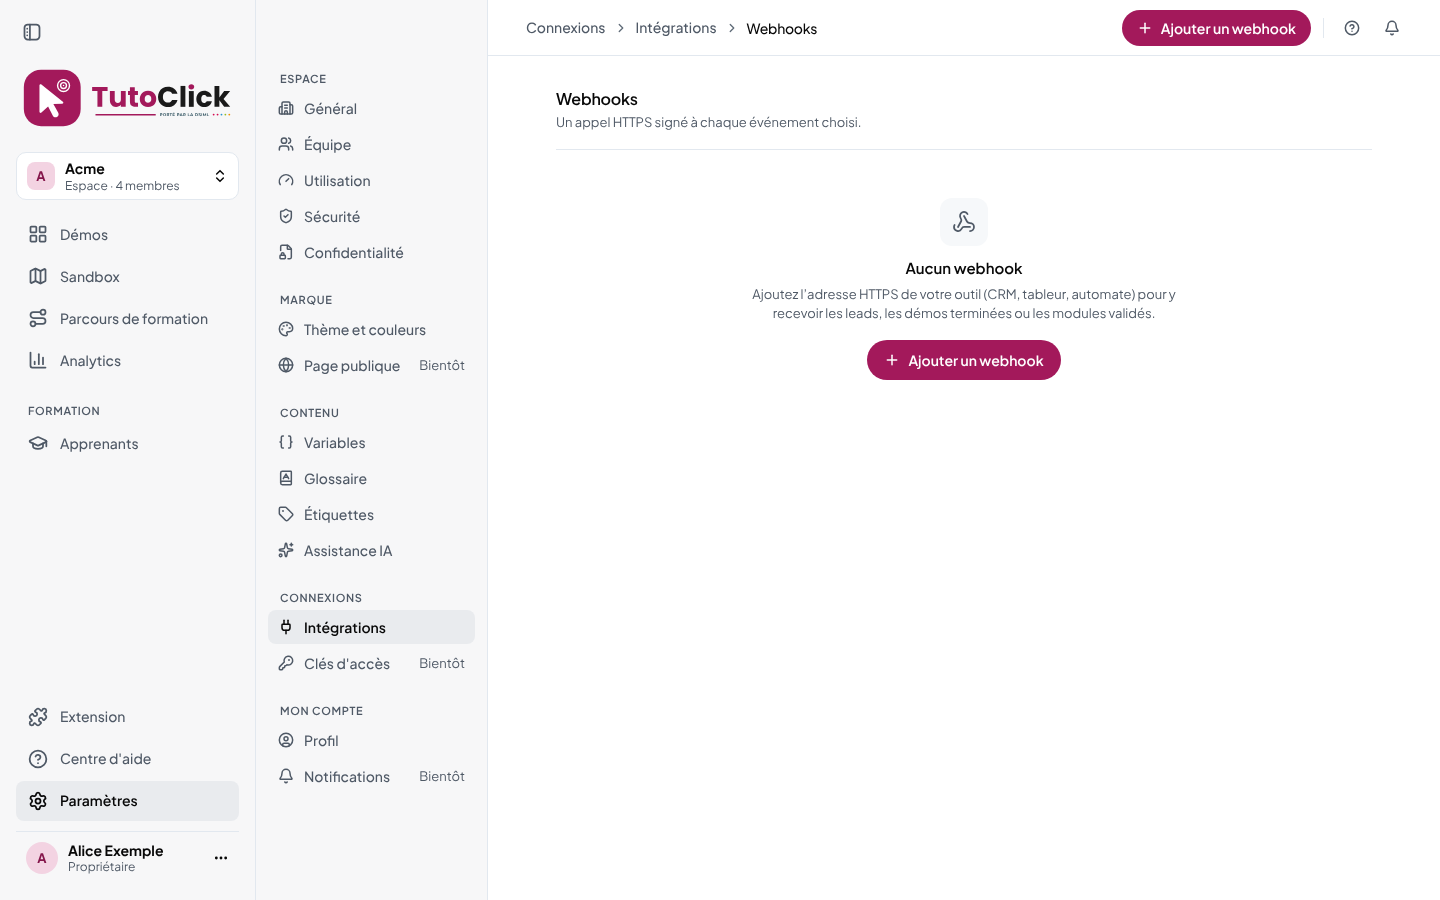 TutoClick
PORTÉ PAR LA DSIML
A
Acme
Espace · 4 membres
Démos
Sandbox
Parcours de formation
Analytics
FORMATION
Apprenants
Extension
Centre d'aide
Paramètres
A
Alice Exemple
Propriétaire
ESPACE
Général
Équipe
Utilisation
Sécurité
Confidentialité
MARQUE
Thème et couleurs
Page publique Bientôt
CONTENU
Variables
Glossaire
Étiquettes
Assistance IA
CONNEXIONS
Intégrations
Clés d'accès Bientôt
MON COMPTE
Profil
Notifications Bientôt
Connexions > Intégrations > Webhooks
Ajouter un webhook
Webhooks
Un appel HTTPS signé à chaque événement choisi.
Aucun webhook
Ajoutez l'adresse HTTPS de votre outil (CRM, tableur, automate) pour y
recevoir les leads, les démos terminées ou les modules validés.
Ajouter un webhook